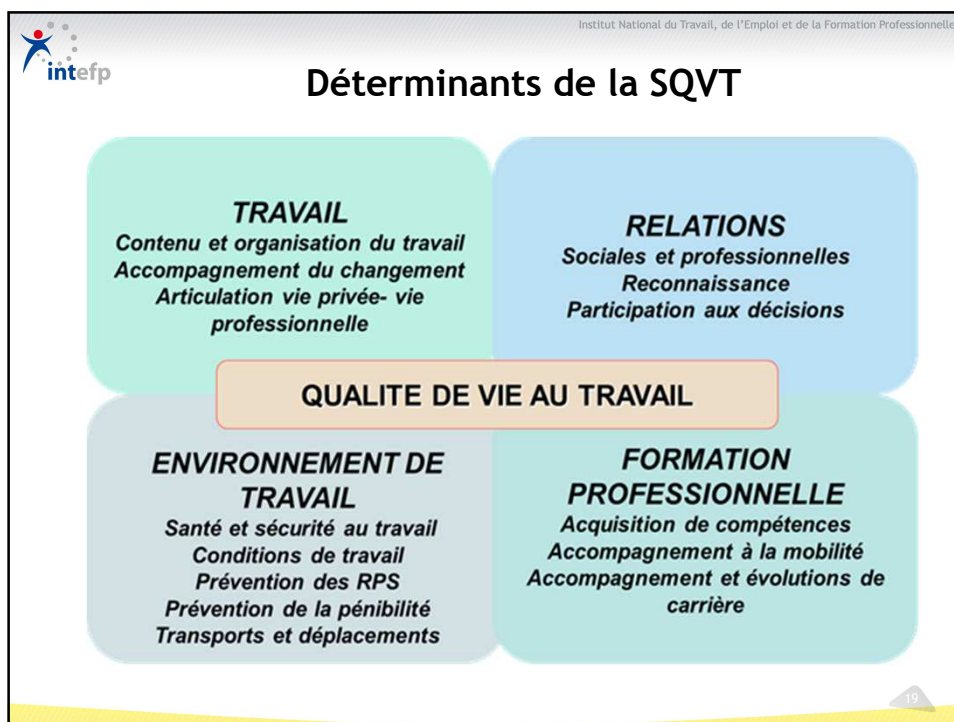 Institut National du Travail, de l'Emploi et de la Formation Professionnelle
intefp
Déterminants de la SQVT
TRAVAIL
Contenu et organisation du travail
Accompagnement du changement
Articulation vie privée- vie
professionnelle
RELATIONS
Sociales et professionnelles
Reconnaissance
Participation aux décisions
QUALITE DE VIE AU TRAVAIL
ENVIRONNEMENT DE
TRAVAIL
Santé et sécurité au travail
Conditions de travail
Prévention des RPS
Prévention de la pénibilité
Transports et déplacements
FORMATION
PROFESSIONNELLE
Acquisition de compétences
Accompagnement à la mobilité
Accompagnement et évolutions de
carrière
19